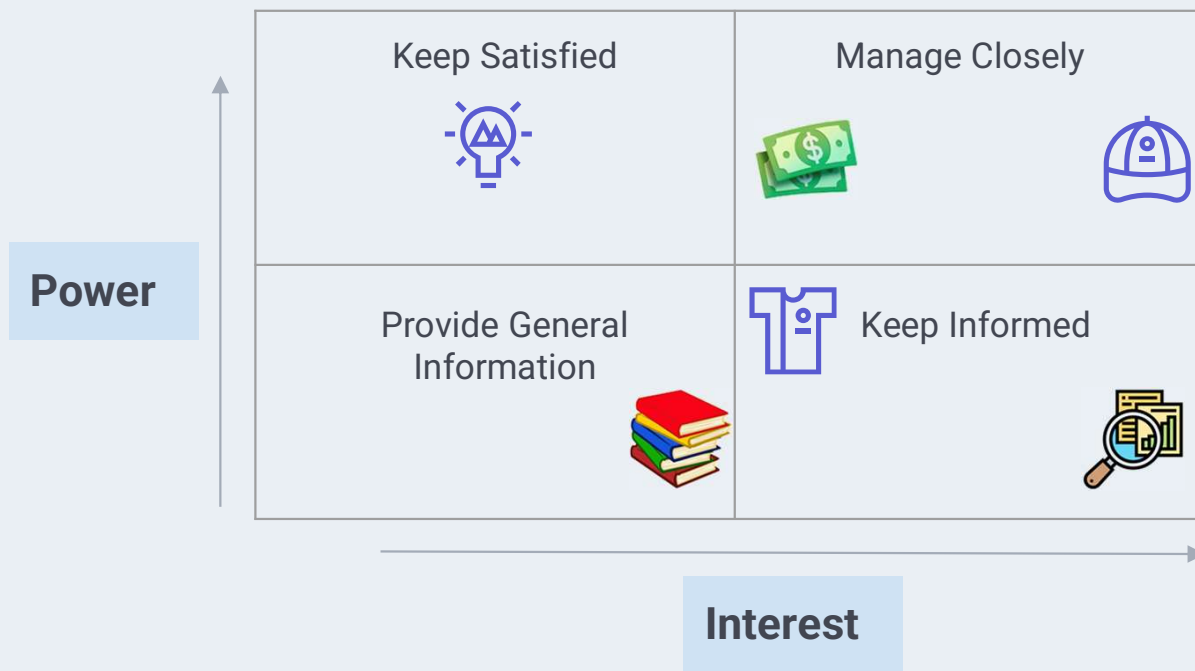 Keep Satisfied
Manage Closely
Power
Provide General
Information
Keep Informed
Interest